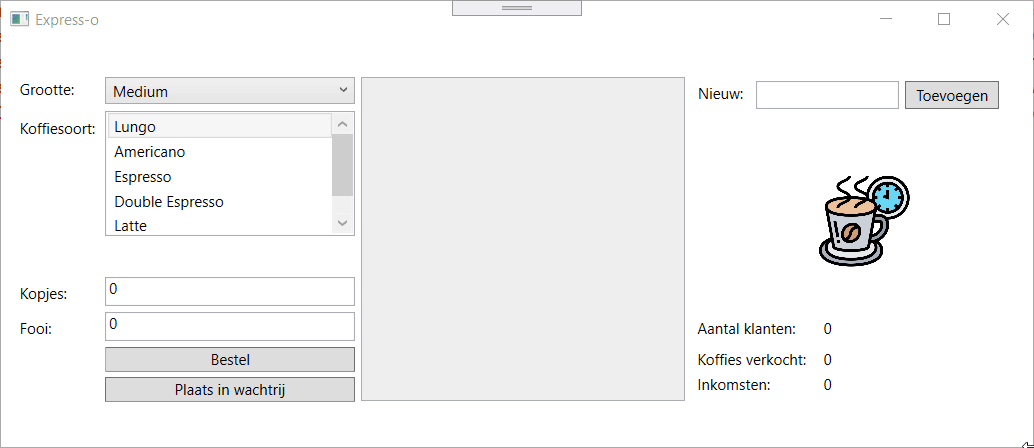 Express-o
Grootte:
Medium
Koffiesoort:
Lungo
Americano
Espresso
Double Espresso
Latte
Kopjes:
0
Fooi:
0
Bestel
Plaats in wachtrij
Nieuw:
Toevoegen
Aantal klanten: 0
Koffies verkocht: 0
Inkomsten: 0